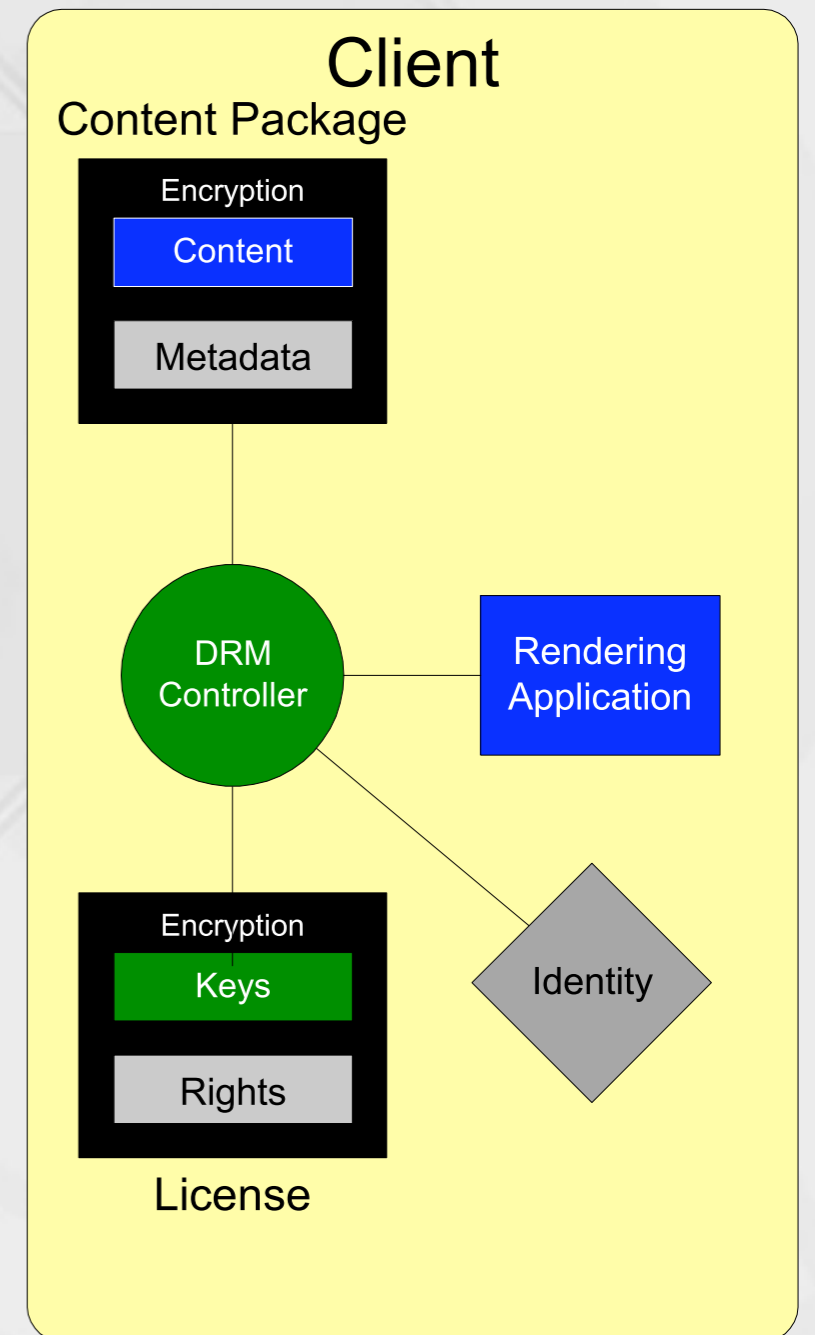 Client
Content Package
Encryption
Content
Metadata
DRM
Controller
Rendering
Application
Encryption
Keys
Identity
Rights
License